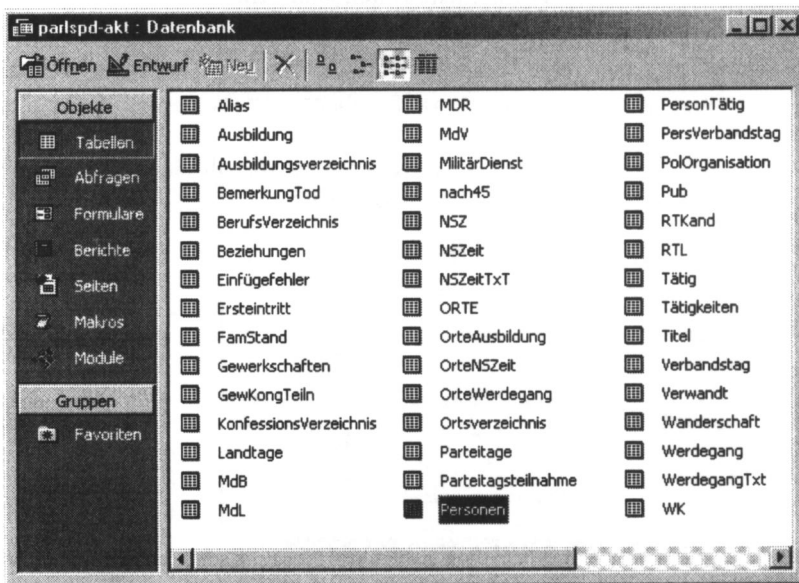 parlspd-akt : Datenbank
Öffnen Entwurf Neu
Objekte
Tabellen
Abfragen
Formulare
Berichte
Seiten
Makros
Module
Gruppen
Favoriten
Alias
Ausbildung
Ausbildungsverzeichnis
BemerkungTod
BerufsVerzeichnis
Beziehungen
Einfügefehler
Ersteintritt
FamStand
Gewerkschaften
GewKongTeiln
KonfessionsVerzeichnis
Landtage
MdB
MdL
MDR
MdV
MilitärDienst
nach45
NSZ
NSZeit
NSZeitTxT
ORTE
OrteAusbildung
OrteNSZeit
OrteWerdegang
Ortsverzeichnis
Parteitage
Parteitagsteilnahme
Personen
PersonTätig
PersVerbandstag
PolOrganisation
Pub
RTKand
RTL
Tätig
Tätigkeiten
Titel
Verbandstag
Verwandt
Wanderschaft
Werdegang
WerdegangTxt
WK